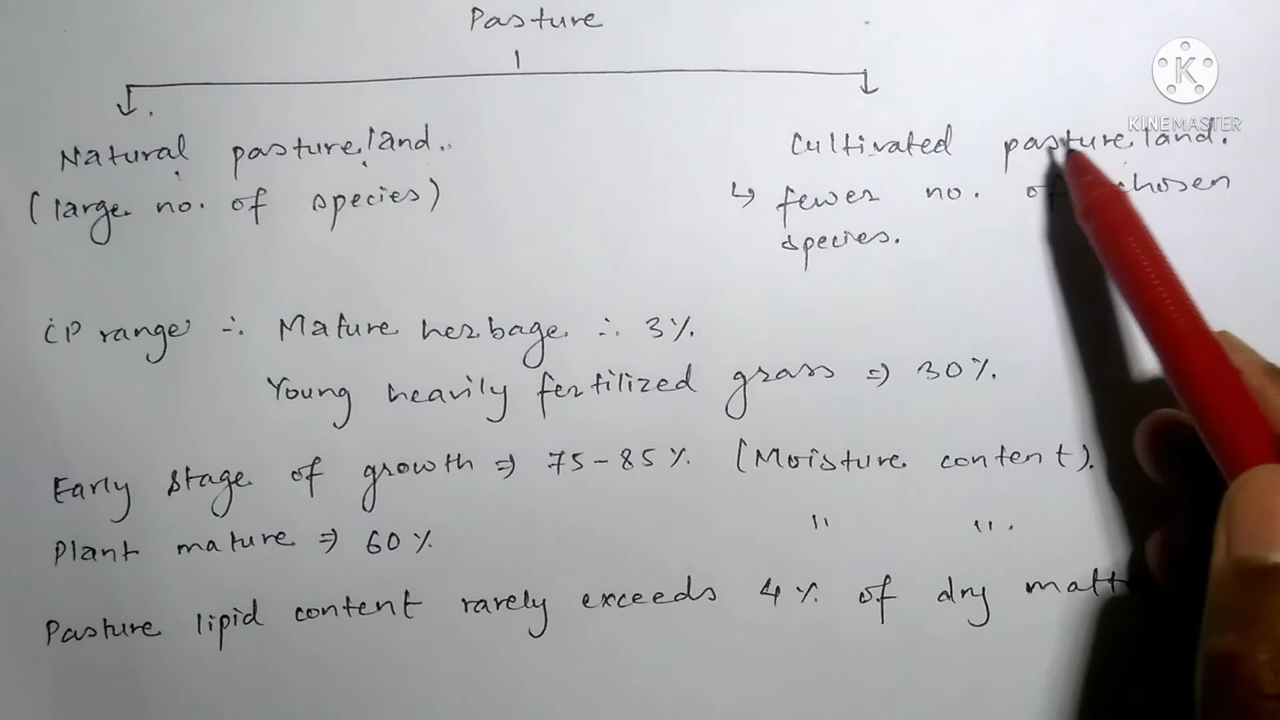 Pasture
Natural pasture land.
(large no. of species)
Cultivated pasture land.
↳ fewer no. of chosen
species.
CP range ∴ Mature herbage ∴ 3%
Young heavily fertilized grass ⇒ 30%.
Early stage of growth ⇒ 75-85% (Moisture content).
Plant mature ⇒ 60% " ".
Pasture lipid content rarely exceeds 4% of dry matt
K
KINEMASTER